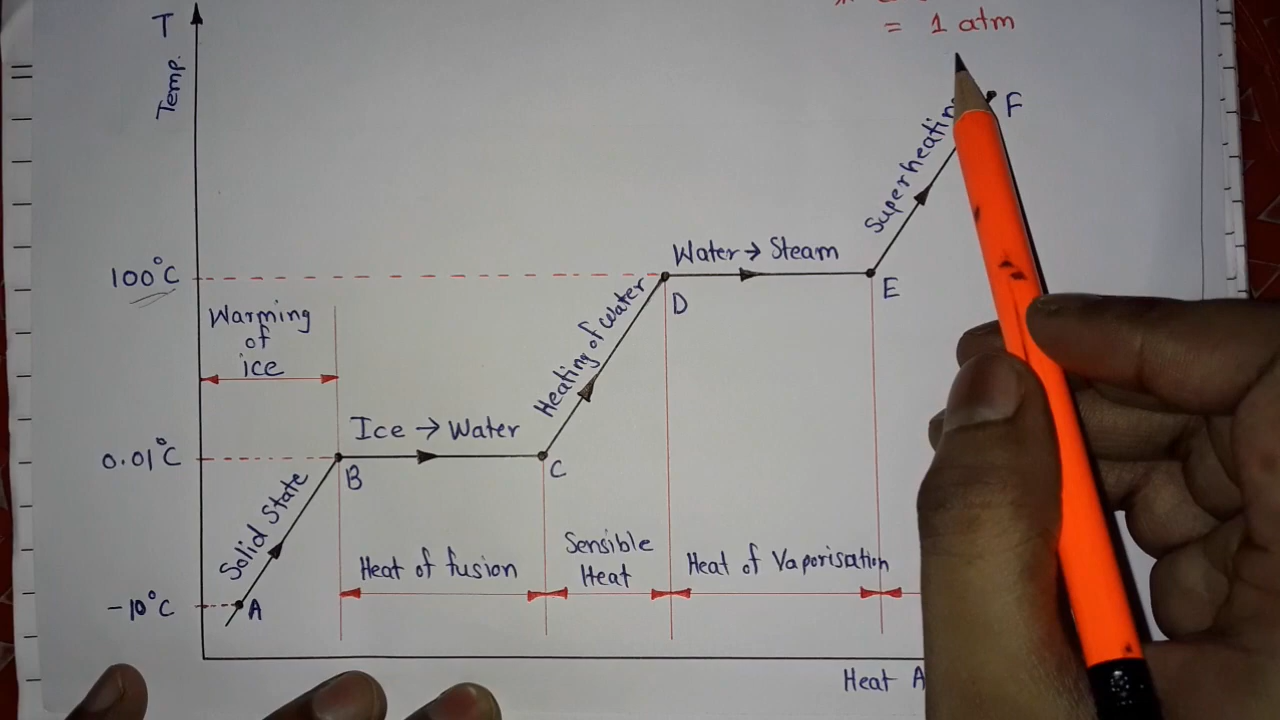 T
Temp.
= 1 atm
F
Superheatin
Water → Steam
100°C
D
E
Warming
of
ice
Heating of water
Ice → Water
0.01°C
B
C
Solid State
Heat of fusion
Sensible
Heat
Heat of Vaporisation
-10°C
A
Heat A